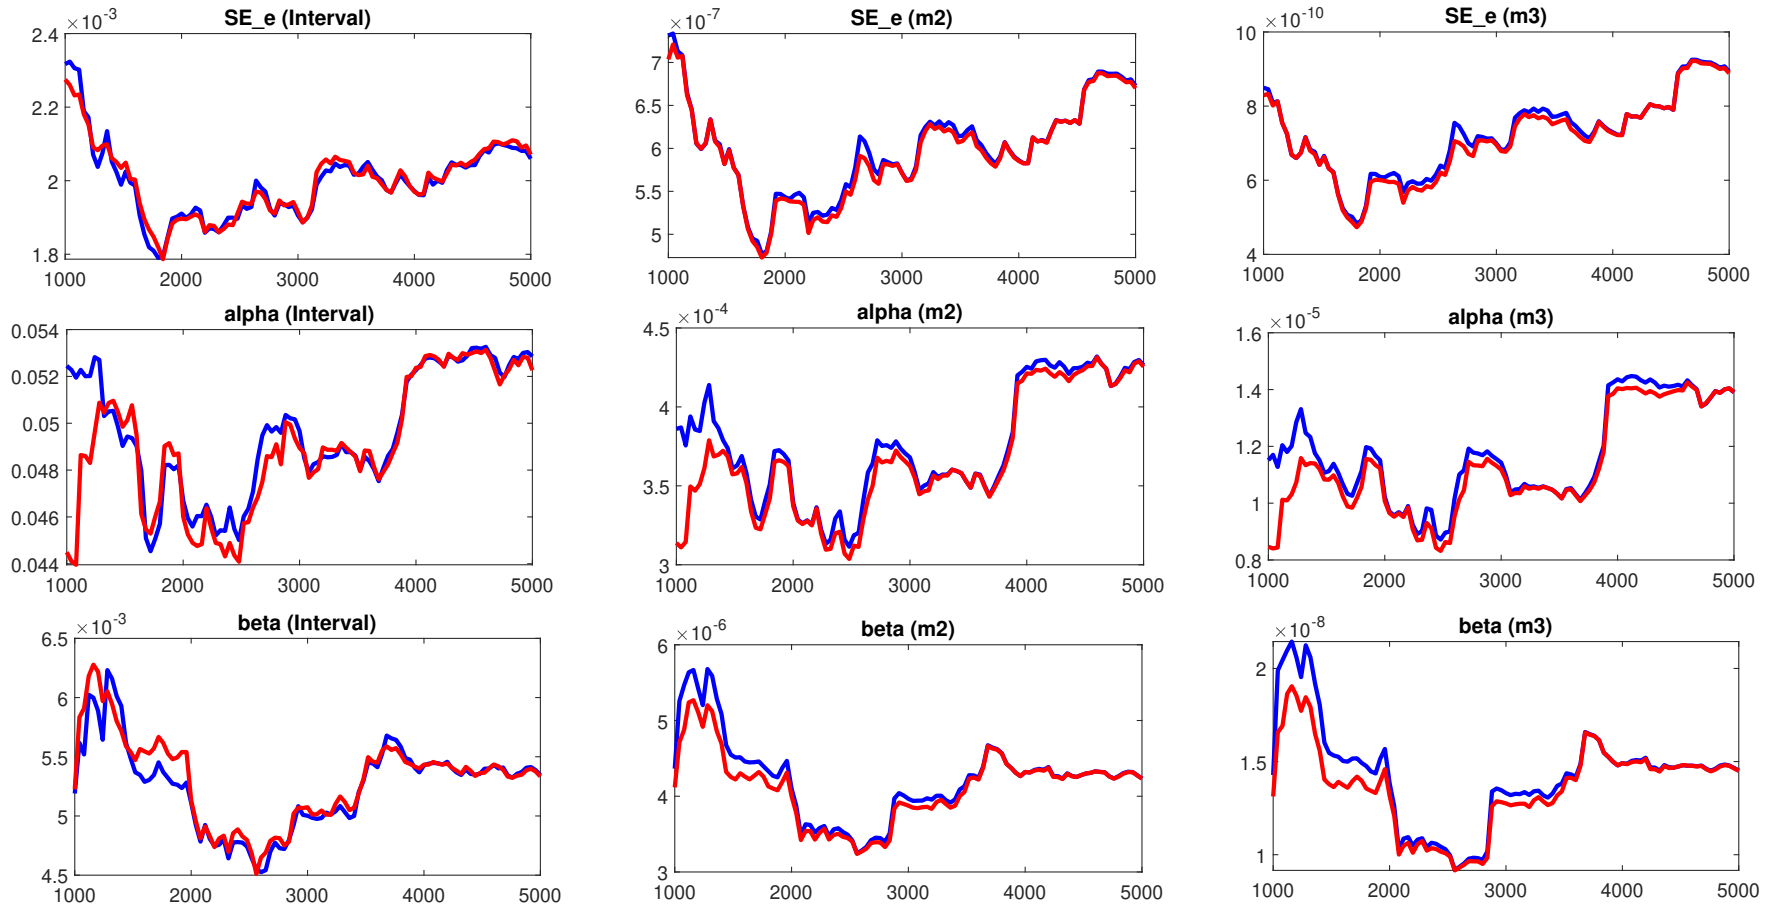 SE_e (Interval)
×10-3
2.4
2.2
2
1.8
1000 2000 3000 4000 5000
SE_e (m2)
×10-7
7
6.5
6
5.5
5
1000 2000 3000 4000 5000
SE_e (m3)
10 ×10-10
8
6
4
1000 2000 3000 4000 5000
alpha (Interval)
0.054
0.052
0.05
0.048
0.046
0.044
1000 2000 3000 4000 5000
alpha (m2)
4.5 ×10-4
4
3.5
3
1000 2000 3000 4000 5000
alpha (m3)
1.6 ×10-5
1.4
1.2
1
0.8
1000 2000 3000 4000 5000
beta (Interval)
6.5 ×10-3
6
5.5
5
4.5
1000 2000 3000 4000 5000
beta (m2)
6 ×10-6
5
4
3
1000 2000 3000 4000 5000
beta (m3)
×10-8
2
1.5
1
1000 2000 3000 4000 5000